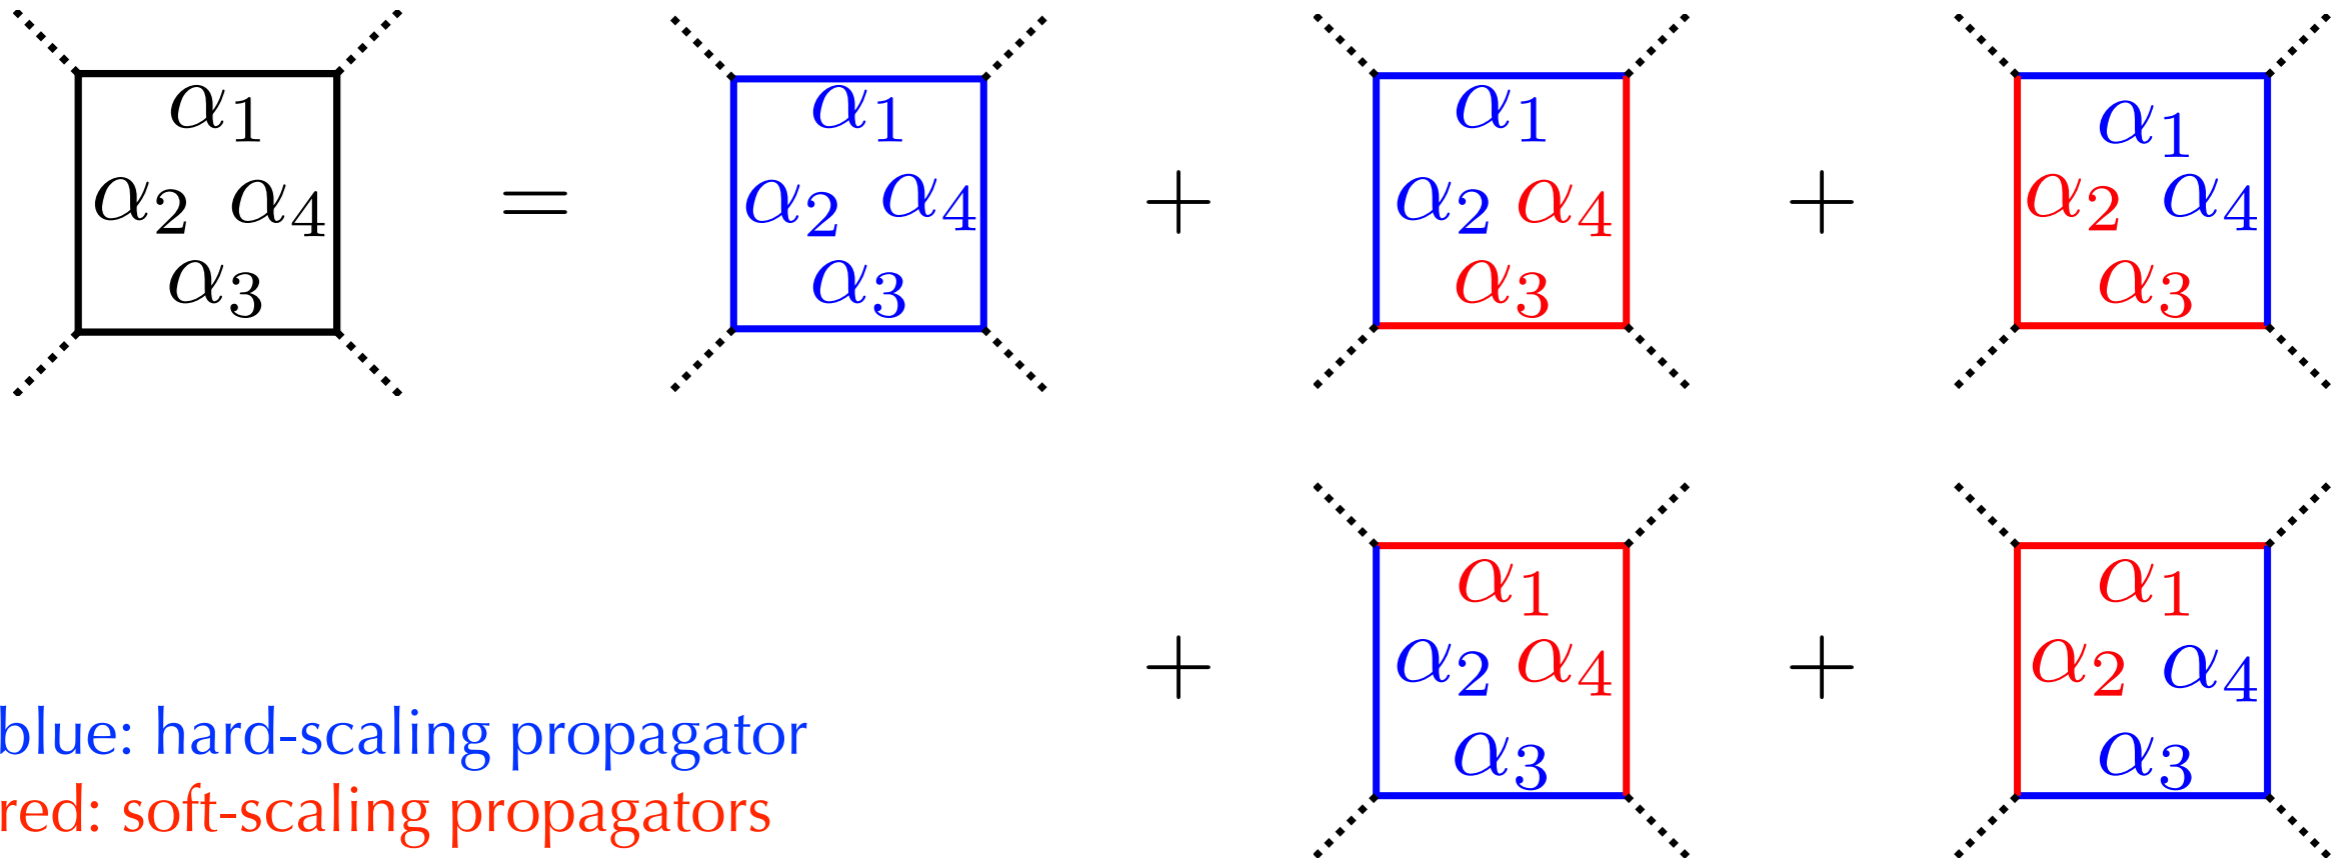 α₁ α₁ α₁ α₁
α₂ α₄ = α₂ α₄ + α₂ α₄ + α₂ α₄
α₃ α₃ α₃ α₃
α₁ α₁
+ α₂ α₄ + α₂ α₄
α₃ α₃
blue: hard-scaling propagator
red: soft-scaling propagators